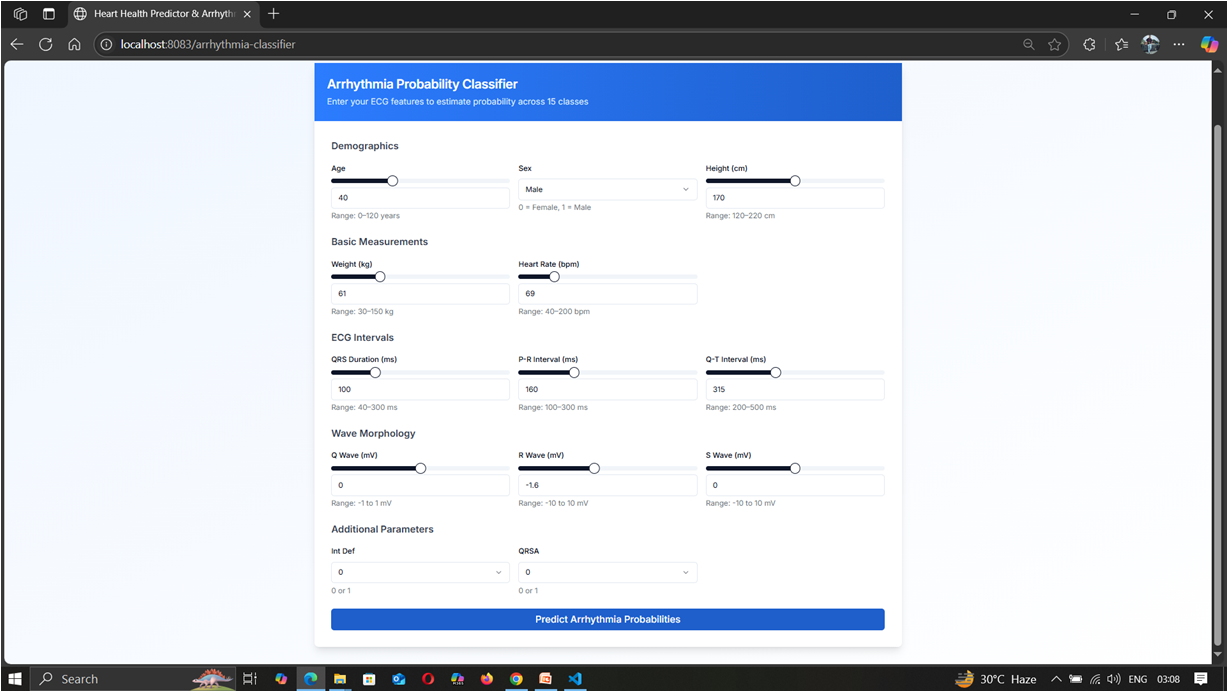 Heart Health Predictor & Arrhyth
localhost:8083/arrhythmia-classifier
Arrhythmia Probability Classifier
Enter your ECG features to estimate probability across 15 classes
Demographics
Age Sex Height (cm)
40 Male 170
Range: 0–120 years 0 = Female, 1 = Male Range: 120–220 cm
Basic Measurements
Weight (kg) Heart Rate (bpm)
61 69
Range: 30–150 kg Range: 40–200 bpm
ECG Intervals
QRS Duration (ms) P-R Interval (ms) Q-T Interval (ms)
100 160 315
Range: 40–300 ms Range: 100–300 ms Range: 200–500 ms
Wave Morphology
Q Wave (mV) R Wave (mV) S Wave (mV)
0 -1.6 0
Range: -1 to 1 mV Range: -10 to 10 mV Range: -10 to 10 mV
Additional Parameters
Int Def QRSA
0 0
0 or 1 0 or 1
Predict Arrhythmia Probabilities
Search 30°C Haze ENG 03:08